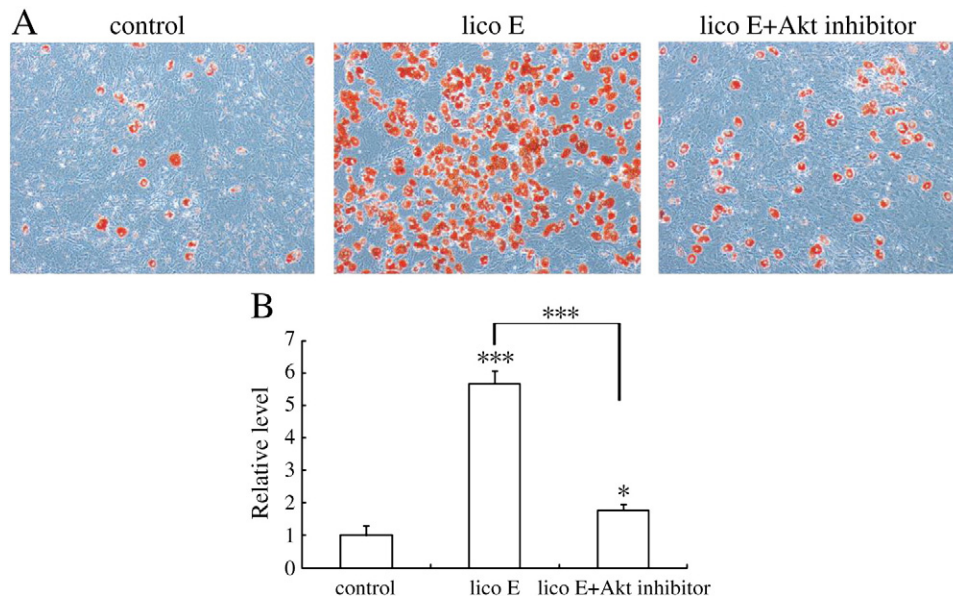 A
control
lico E
lico E+Akt inhibitor
B
Relative level
7
6
5
4
3
2
1
0
***
***
*
control
lico E
lico E+Akt inhibitor